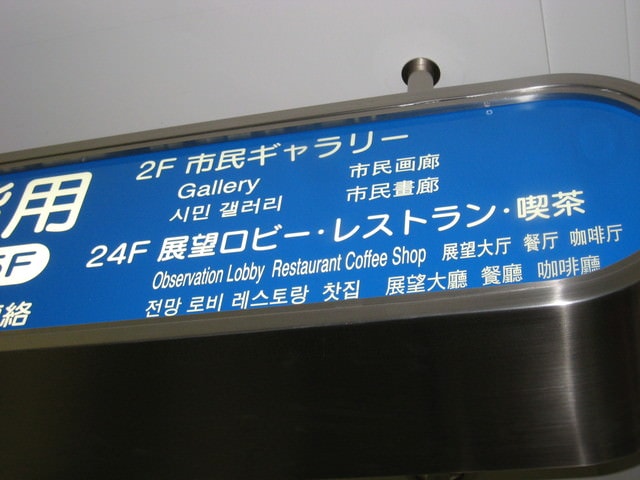 用
2F 市民ギャラリー
Gallery
시민 갤러리
市民画廊
市民畫廊
5F
24F 展望ロビー・レストラン・喫茶
Observation Lobby Restaurant Coffee Shop 展望大厅 餐厅 咖啡厅
전망 로비 레스토랑 찻집 展望大廳 餐廳 咖啡廳
絡